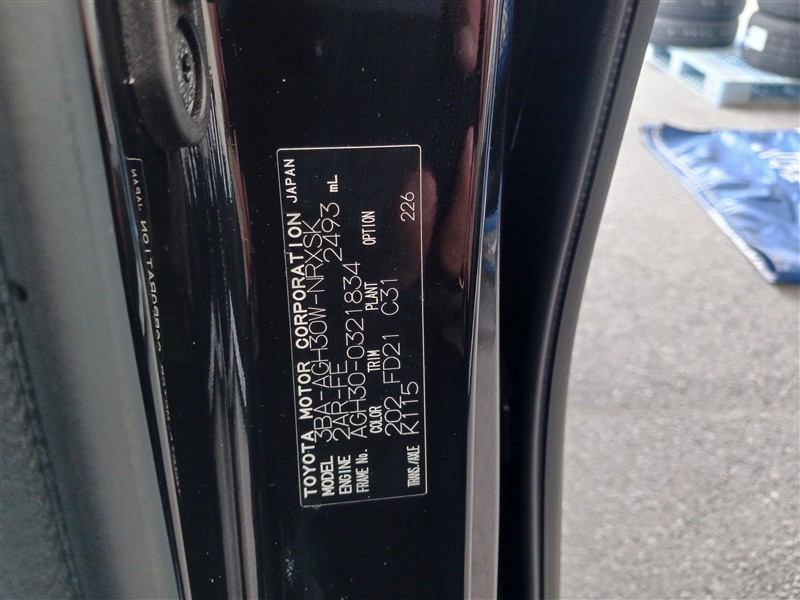 TOYOTA MOTOR CORPORATION JAPAN
MODEL 3BA-AGH30W-NRXSK
ENGINE 2AR-FE 2493 mL
FRAME No. AGH30-0321834
COLOR TRIM PLANT OPTION
202 FD21 C31 226
TRANS./AXLE K115